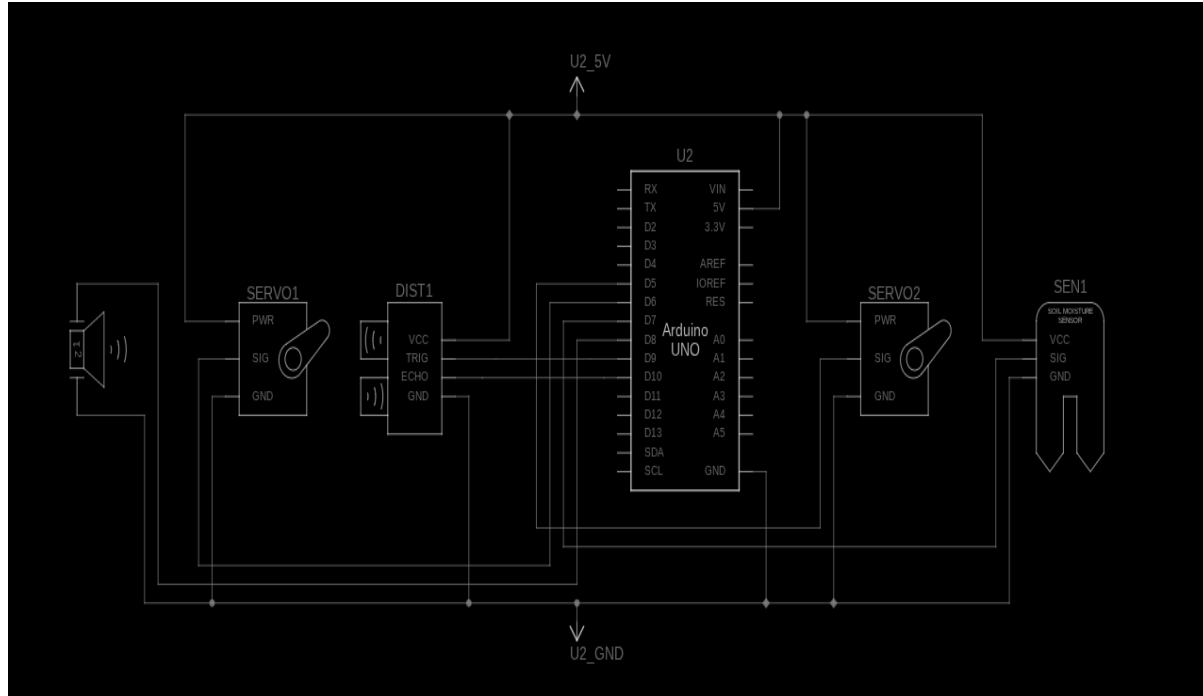 U2_5V
U2
RX
TX
D2
D3
D4
D5
D6
D7
D8
D9
D10
D11
D12
D13
SDA
SCL
VIN
5V
3.3V
AREF
IOREF
RES
A0
A1
A2
A3
A4
A5
GND
Arduino
UNO
SERVO1
PWR
SIG
GND
DIST1
VCC
TRIG
ECHO
GND
SERVO2
PWR
SIG
GND
SEN1
SOIL MOISTURE
SENSOR
VCC
SIG
GND
U2_GND